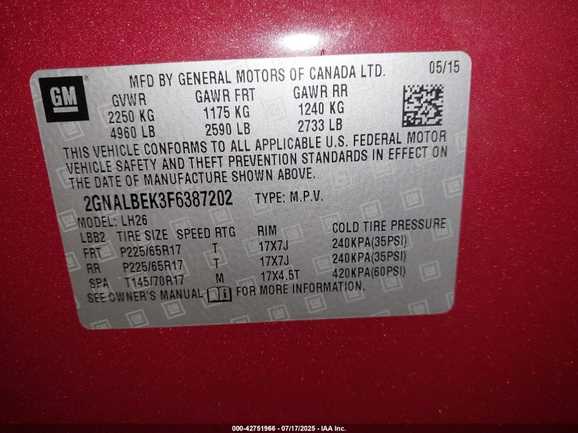 MFD BY GENERAL MOTORS OF CANADA LTD. 05/15
GM
GVWR GAWR FRT GAWR RR
2250 KG 1175 KG 1240 KG
4960 LB 2590 LB 2733 LB
THIS VEHICLE CONFORMS TO ALL APPLICABLE U.S. FEDERAL MOTOR
VEHICLE SAFETY AND THEFT PREVENTION STANDARDS IN EFFECT ON
THE DATE OF MANUFACTURE SHOWN ABOVE.
2GNALBEK3F6387202 TYPE: M.P.V.
MODEL: LH26
LBB2 TIRE SIZE SPEED RTG RIM COLD TIRE PRESSURE
FRT P225/65R17 T 17X7J 240KPA(35PSI)
RR P225/65R17 T 17X7J 240KPA(35PSI)
SPA T145/70R17 M 17X4.5T 420KPA(60PSI)
SEE OWNER'S MANUAL FOR MORE INFORMATION.
000-42751966 - 07/17/2025 - IAA Inc.